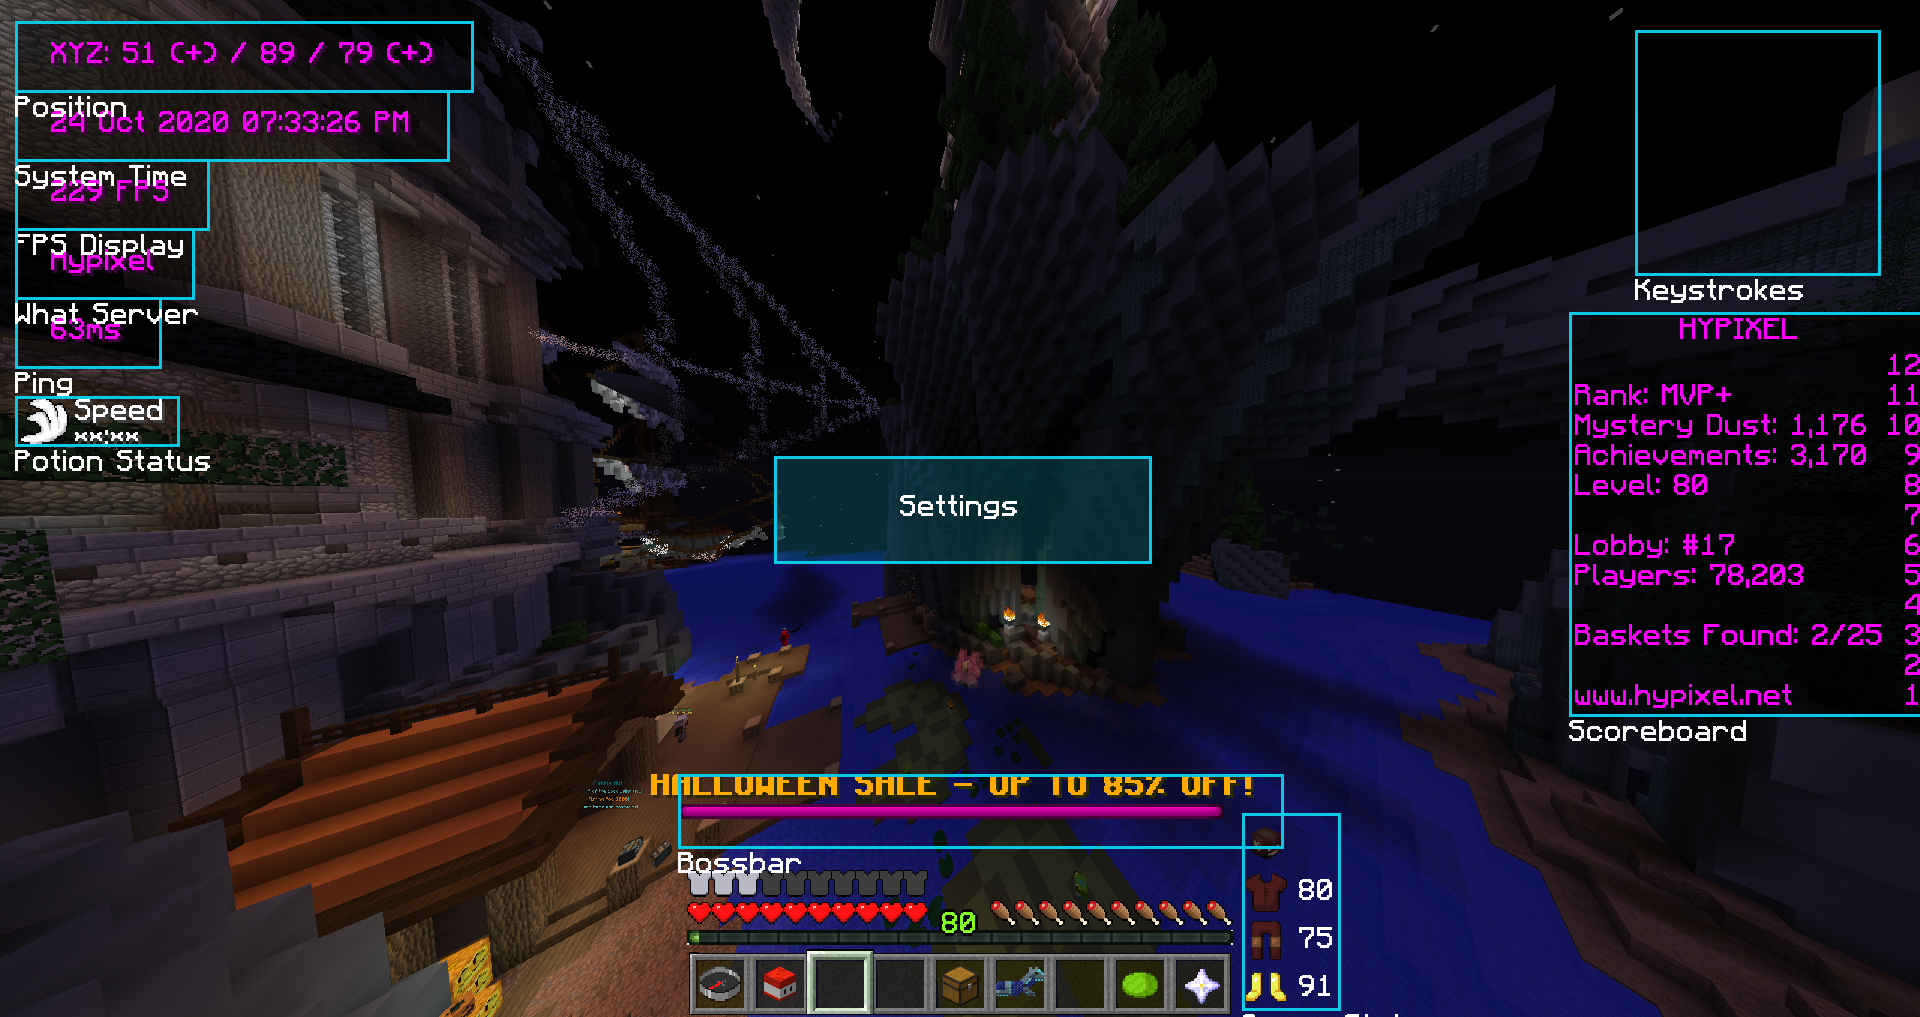 XYZ: 51 (+) / 89 / 79 (+)
Position
24 Oct 2020 07:33:26 PM
System Time
229 FPS
FPS Display
Hypixel
What Server
63ms
Ping
Speed
xx:xx
Potion Status
Keystrokes
HYPIXEL
12
Rank: MVP+ 11
Mystery Dust: 1,176 10
Achievements: 3,170 9
Level: 80 8
7
Lobby: #17 6
Players: 78,203 5
4
Baskets Found: 2/25 3
2
www.hypixel.net 1
Scoreboard
Settings
HALLOWEEN SALE - UP TO 85% OFF!
Bossbar
80
80
75
91